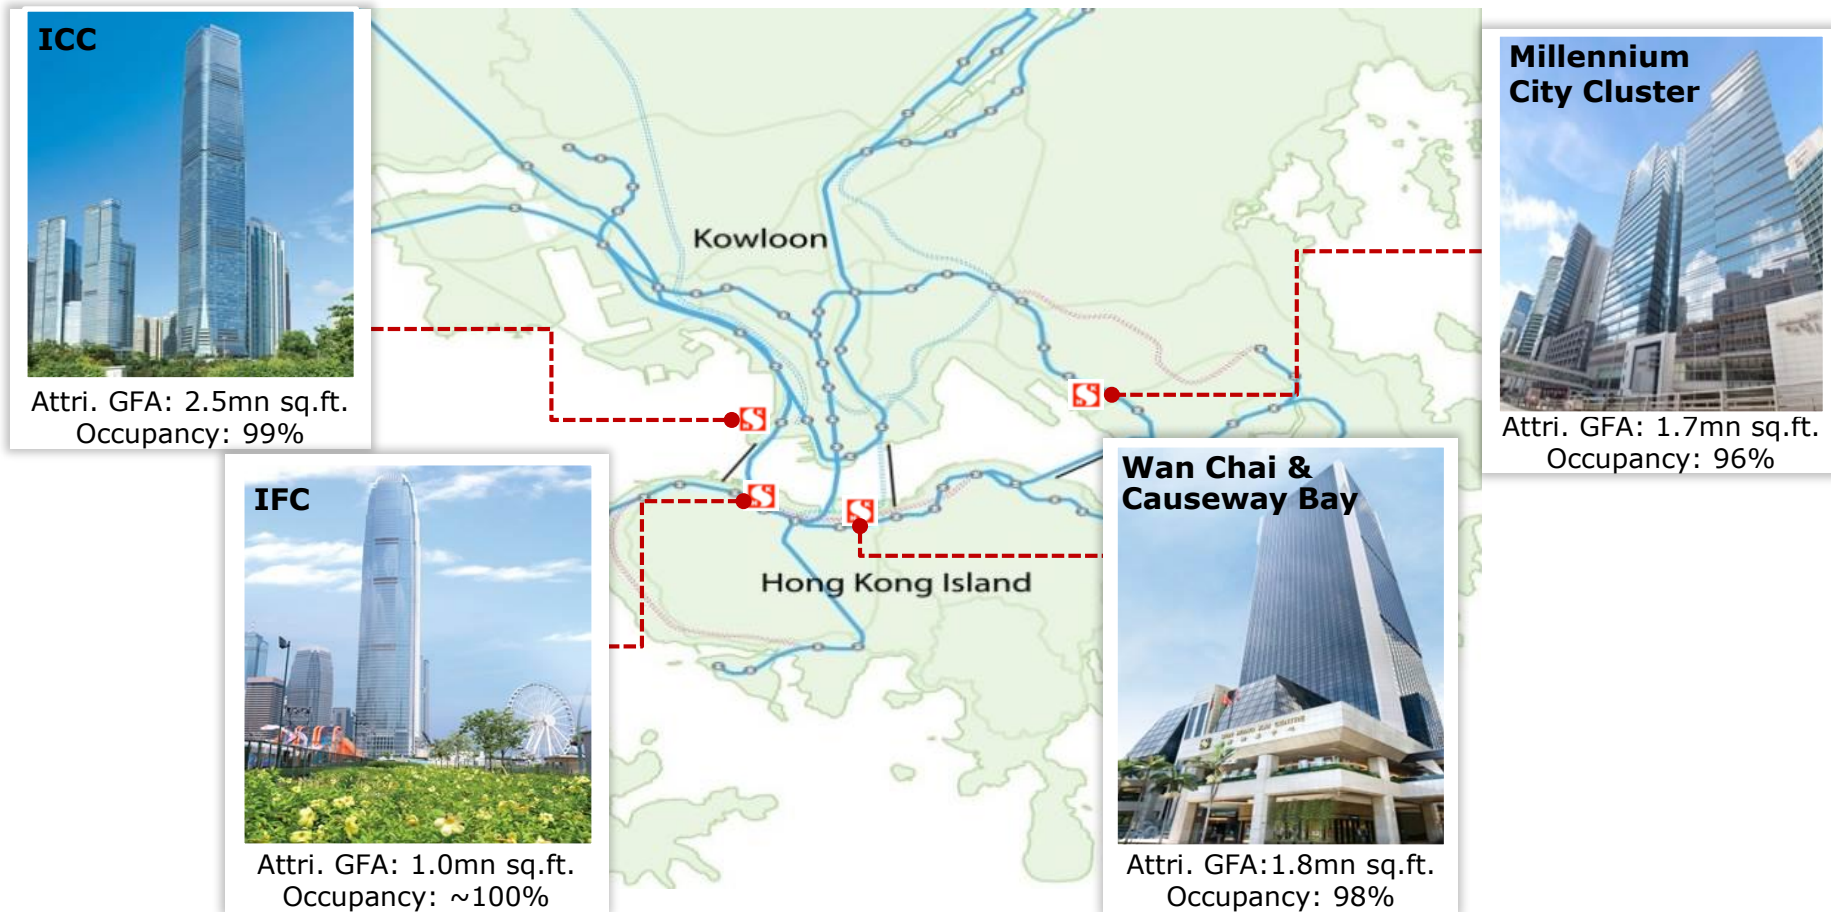 ICC
Attri. GFA: 2.5mn sq.ft.
Occupancy: 99%
Millennium
City Cluster
Attri. GFA: 1.7mn sq.ft.
Occupancy: 96%
Kowloon
Hong Kong Island
IFC
Attri. GFA: 1.0mn sq.ft.
Occupancy: ~100%
Wan Chai &
Causeway Bay
Attri. GFA:1.8mn sq.ft.
Occupancy: 98%